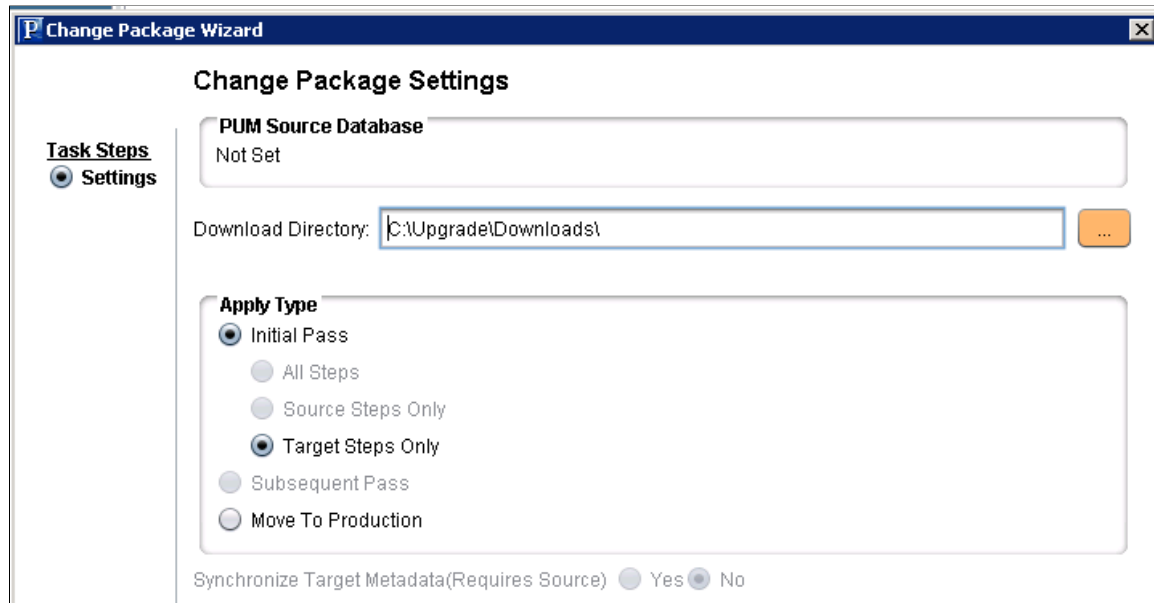 P Change Package Wizard
Change Package Settings
Task Steps
Settings
PUM Source Database
Not Set
Download Directory: C:\Upgrade\Downloads\ ...
Apply Type
Initial Pass
All Steps
Source Steps Only
Target Steps Only
Subsequent Pass
Move To Production
Synchronize Target Metadata(Requires Source) Yes No